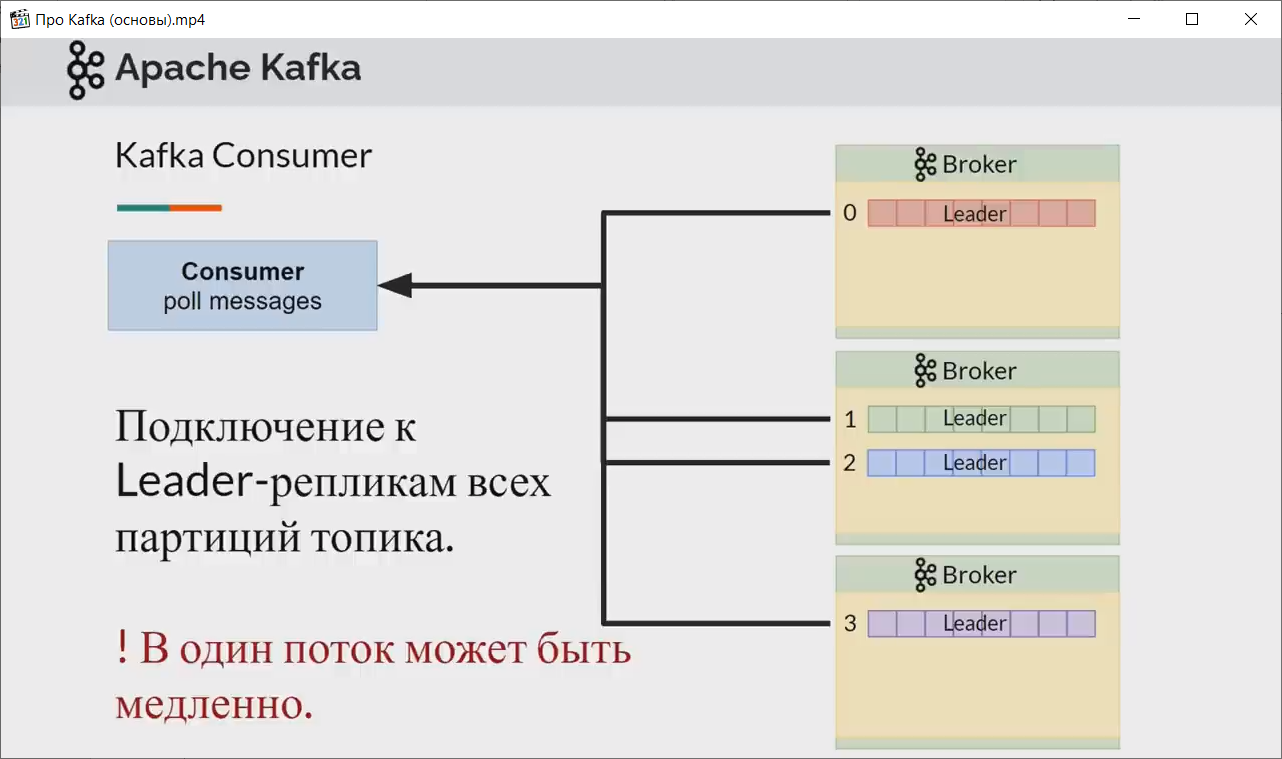 Про Kafka (основы).mp4
Apache Kafka
Kafka Consumer
Consumer
poll messages
Подключение к
Leader-репликам всех
партиций топика.
! В один поток может быть
медленно.
Broker
0 Leader
Broker
1 Leader
2 Leader
Broker
3 Leader